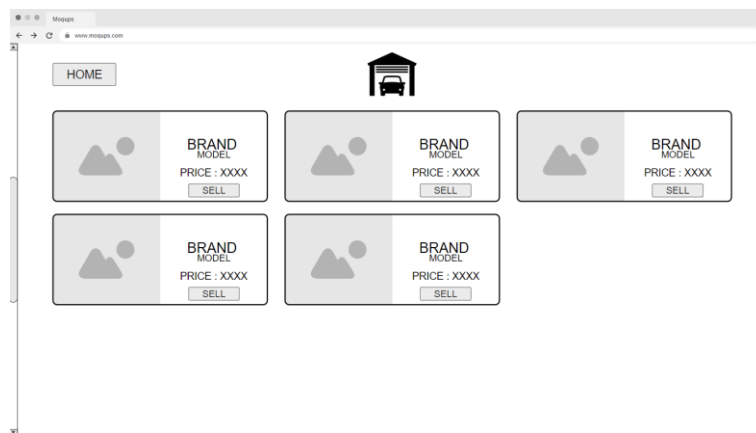 Moqups
www.moqups.com
HOME
BRAND
MODEL
PRICE : XXXX
SELL
BRAND
MODEL
PRICE : XXXX
SELL
BRAND
MODEL
PRICE : XXXX
SELL
BRAND
MODEL
PRICE : XXXX
SELL
BRAND
MODEL
PRICE : XXXX
SELL